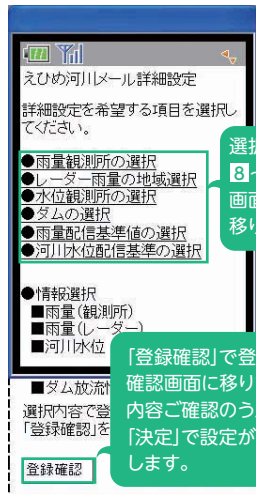 えひめ河川メール詳細設定
詳細設定を希望する項目を選択し
てください。
●雨量観測所の選択
●レーダー雨量の地域選択
●水位観測所の選択
●ダムの選択
●雨量配信基準値の選択
●河川水位配信基準の選択
選択
8～
画面
移り
●情報選択
■雨量(観測所)
■雨量(レーダー)
■河川水位
■ダム放流情
選択内容で登
「登録確認」を
登録確認
「登録確認」で登
確認画面に移り
内容ご確認のう
「決定」で設定が
します。